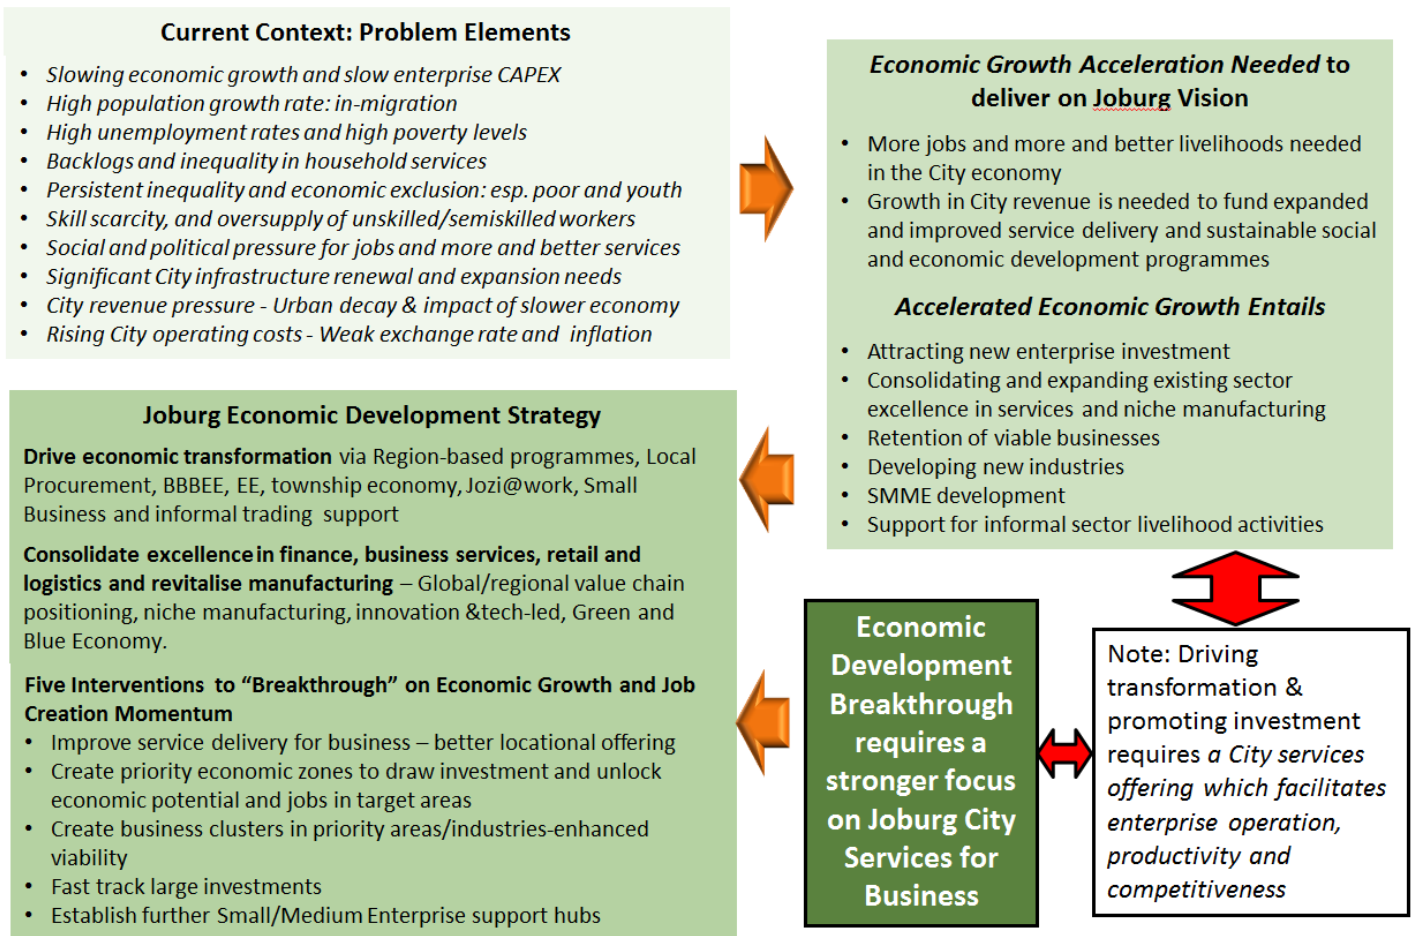 Current Context: Problem Elements
• Slowing economic growth and slow enterprise CAPEX
• High population growth rate: in-migration
• High unemployment rates and high poverty levels
• Backlogs and inequality in household services
• Persistent inequality and economic exclusion: esp. poor and youth
• Skill scarcity, and oversupply of unskilled/semiskilled workers
• Social and political pressure for jobs and more and better services
• Significant City infrastructure renewal and expansion needs
• City revenue pressure - Urban decay & impact of slower economy
• Rising City operating costs - Weak exchange rate and inflation
Economic Growth Acceleration Needed to
deliver on Joburg Vision
• More jobs and more and better livelihoods needed
in the City economy
• Growth in City revenue is needed to fund expanded
and improved service delivery and sustainable social
and economic development programmes
Accelerated Economic Growth Entails
• Attracting new enterprise investment
• Consolidating and expanding existing sector
excellence in services and niche manufacturing
• Retention of viable businesses
• Developing new industries
• SMME development
• Support for informal sector livelihood activities
Joburg Economic Development Strategy
Drive economic transformation via Region-based programmes, Local
Procurement, BBBEE, EE, township economy, Jozi@work, Small
Business and informal trading support
Consolidate excellence in finance, business services, retail and
logistics and revitalise manufacturing – Global/regional value chain
positioning, niche manufacturing, innovation &tech-led, Green and
Blue Economy.
Five Interventions to “Breakthrough” on Economic Growth and Job
Creation Momentum
• Improve service delivery for business – better locational offering
• Create priority economic zones to draw investment and unlock
economic potential and jobs in target areas
• Create business clusters in priority areas/industries-enhanced
viability
• Fast track large investments
• Establish further Small/Medium Enterprise support hubs
Economic
Development
Breakthrough
requires a
stronger focus
on Joburg City
Services for
Business
Note: Driving
transformation &
promoting investment
requires a City services
offering which facilitates
enterprise operation,
productivity and
competitiveness